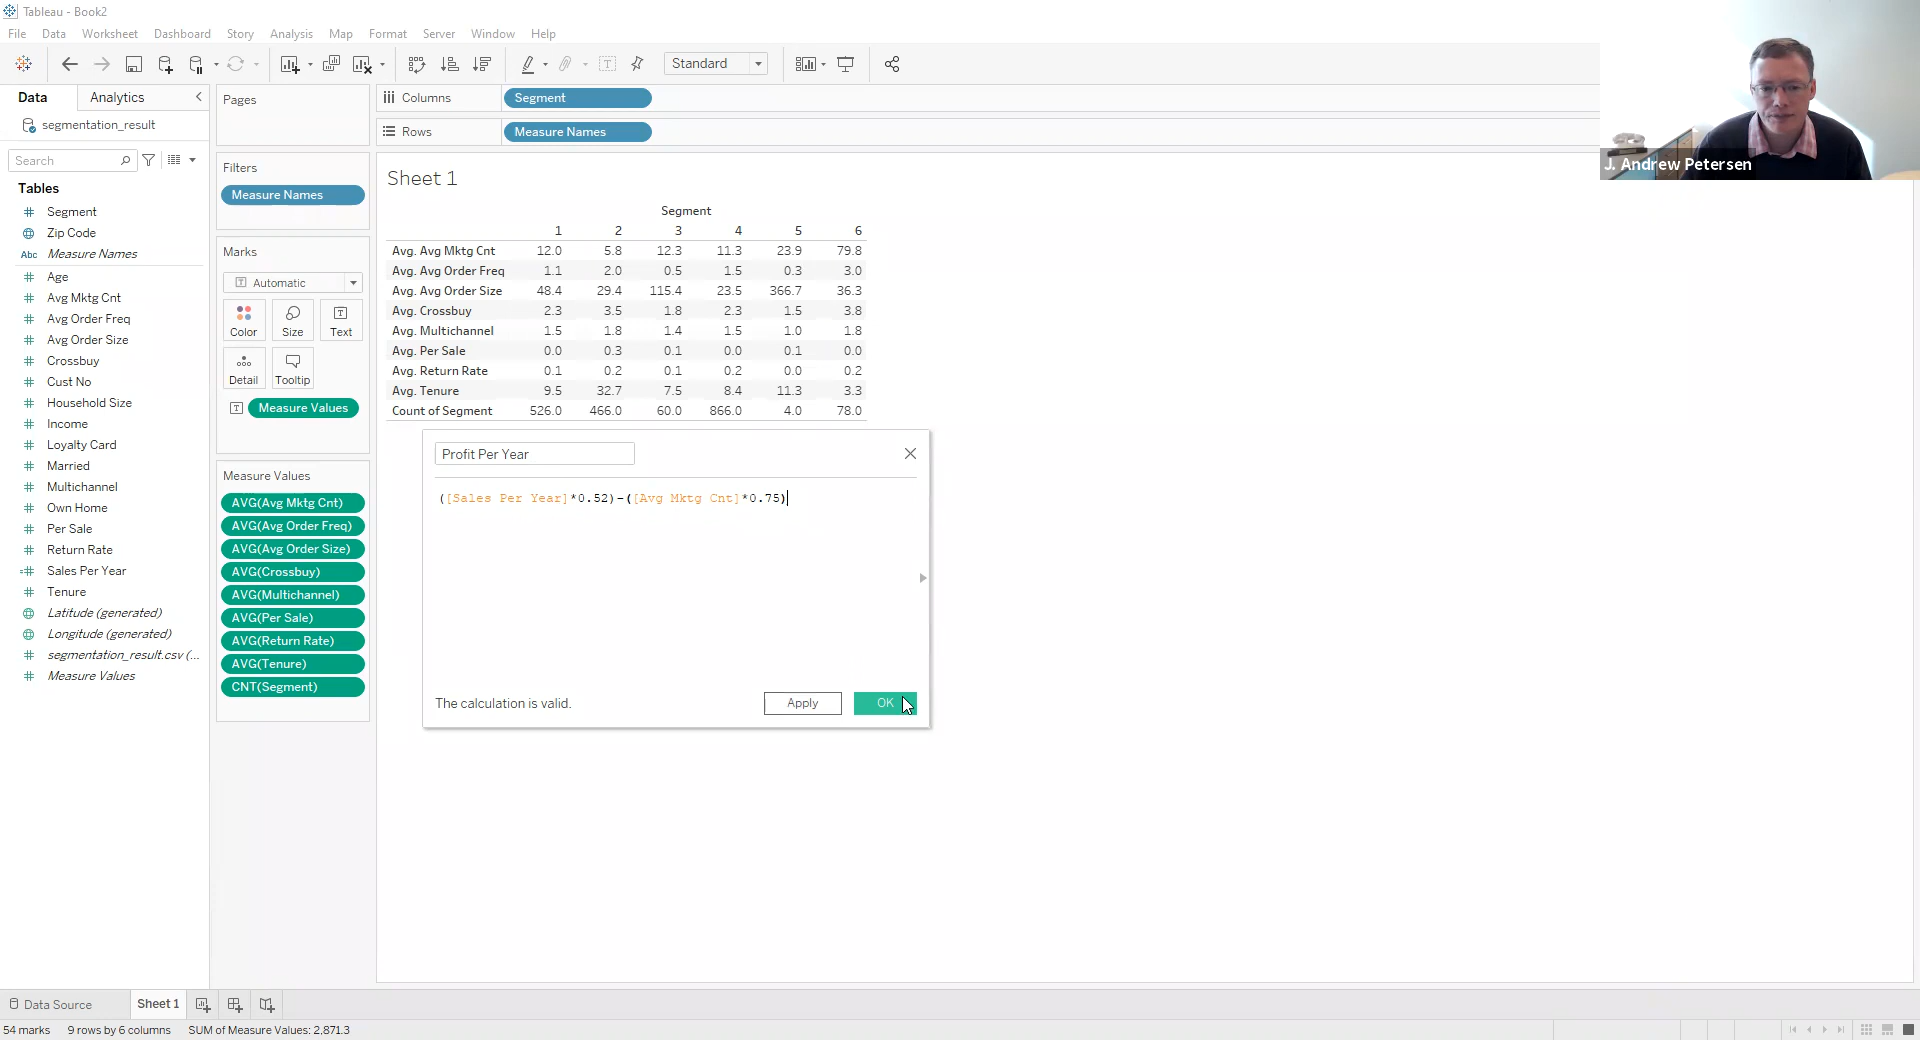 Tableau - Book2
File Data Worksheet Dashboard Story Analysis Map Format Server Window Help
Standard
Data Analytics
segmentation_result
Search
Tables
Segment
Zip Code
Abc Measure Names
Age
Avg Mktg Cnt
Avg Order Freq
Avg Order Size
Crossbuy
Cust No
Household Size
Income
Loyalty Card
Married
Multichannel
Own Home
Per Sale
Return Rate
Sales Per Year
Tenure
Latitude (generated)
Longitude (generated)
segmentation_result.csv (...
Measure Values
Pages
Filters
Measure Names
Marks
Automatic
Color Size Text
Detail Tooltip
Measure Values
Measure Values
AVG(Avg Mktg Cnt)
AVG(Avg Order Freq)
AVG(Avg Order Size)
AVG(Crossbuy)
AVG(Multichannel)
AVG(Per Sale)
AVG(Return Rate)
AVG(Tenure)
CNT(Segment)
Columns Segment
Rows Measure Names
Sheet 1
Segment
1 2 3 4 5 6
Avg. Avg Mktg Cnt 12.0 5.8 12.3 11.3 23.9 79.8
Avg. Avg Order Freq 1.1 2.0 0.5 1.5 0.3 3.0
Avg. Avg Order Size 48.4 29.4 115.4 23.5 366.7 36.3
Avg. Crossbuy 2.3 3.5 1.8 2.3 1.5 3.8
Avg. Multichannel 1.5 1.8 1.4 1.5 1.0 1.8
Avg. Per Sale 0.0 0.3 0.1 0.0 0.1 0.0
Avg. Return Rate 0.1 0.2 0.1 0.2 0.0 0.2
Avg. Tenure 9.5 32.7 7.5 8.4 11.3 3.3
Count of Segment 526.0 466.0 60.0 866.0 4.0 78.0
Profit Per Year
([Sales Per Year]*0.52)-([Avg Mktg Cnt]*0.75)
The calculation is valid.
Apply OK
J. Andrew Petersen
Data Source Sheet 1
54 marks 9 rows by 6 columns SUM of Measure Values: 2,871.3